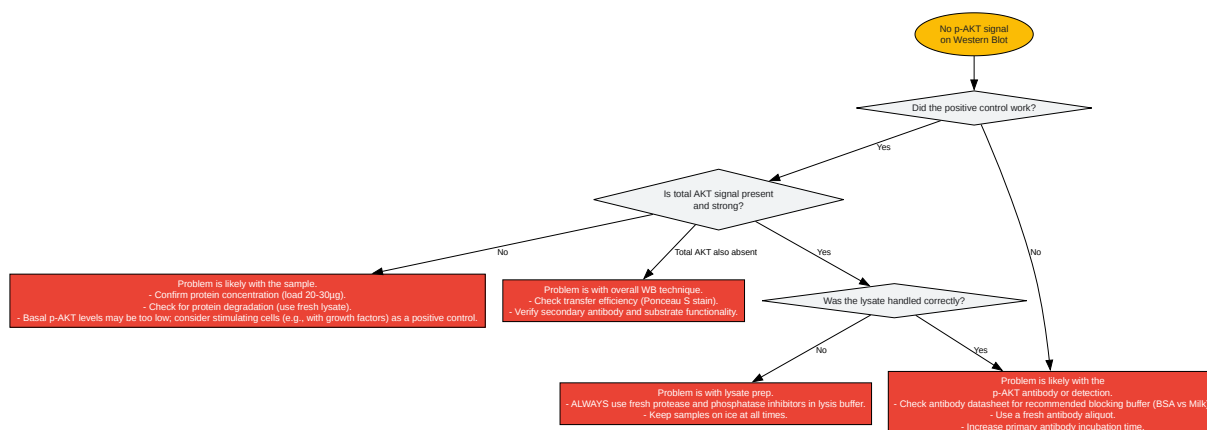 No p-AKT signal
on Western Blot
Did the positive control work?
Yes
Is total AKT signal present
and strong?
No
Total AKT also absent
Yes
No
Problem is likely with the sample.
- Confirm protein concentration (load 20-30µg).
- Check for protein degradation (use fresh lysate).
- Basal p-AKT levels may be too low; consider stimulating cells (e.g., with growth factors) as a positive control.
Problem is with overall WB technique.
- Check transfer efficiency (Ponceau S stain).
- Verify secondary antibody and substrate functionality.
Was the lysate handled correctly?
No
Yes
Problem is with lysate prep.
- ALWAYS use fresh protease and phosphatase inhibitors in lysis buffer.
- Keep samples on ice at all times.
Problem is likely with the
p-AKT antibody or detection.
- Check antibody datasheet for recommended blocking buffer (BSA vs Milk)
- Use a fresh antibody aliquot.
- Increase primary antibody incubation time.